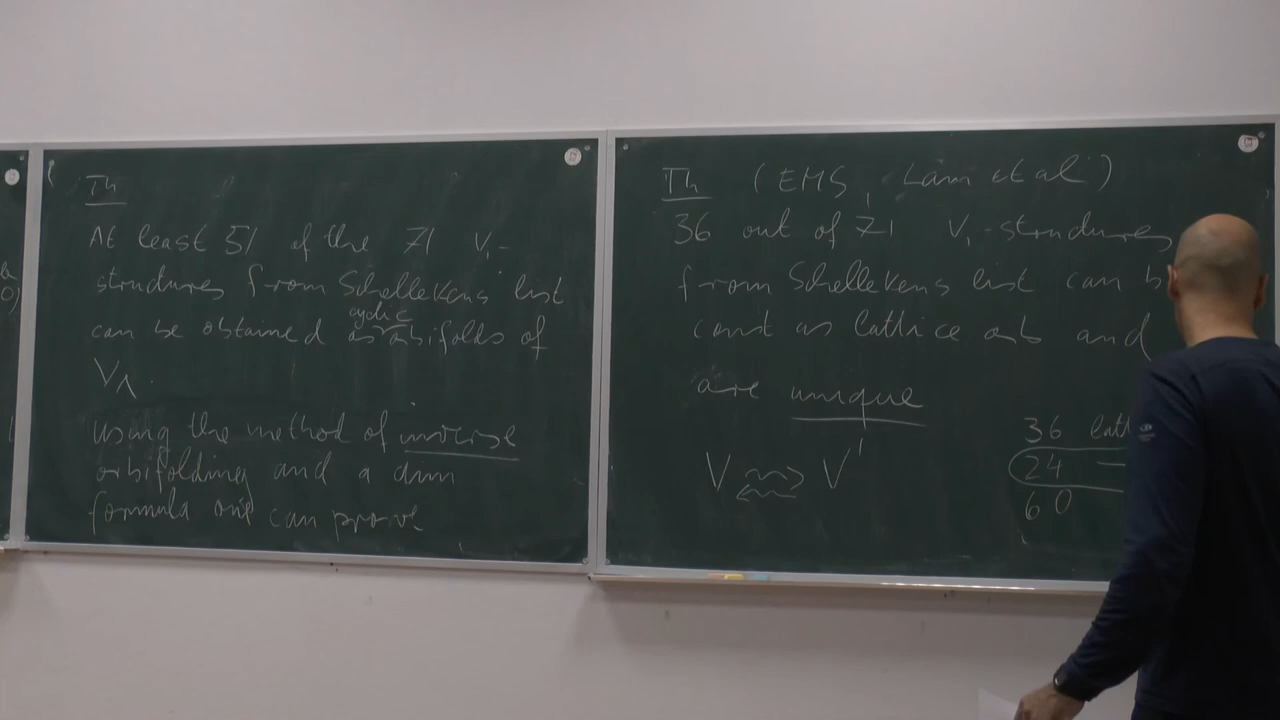 Th
At least 51 of the 71 V₁-
structures from Schellekens' list
cyclic
can be obtained as orbifolds of
V_Λ.
using the method of inverse
orbifolding and a dim
formula one can prove
Th (EMS, Lam et al)
36 out of 71 V₁-structures
from Schellekens list can b
const as lattice orb and
are unique
V V'
36 latt
24 —
60